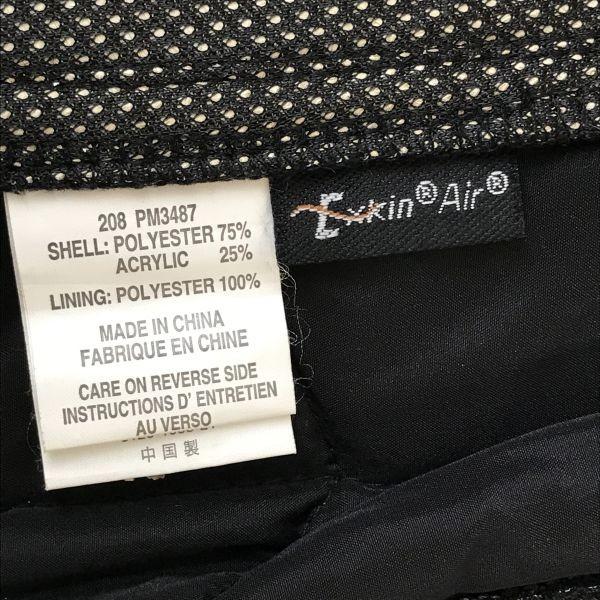 208 PM3487
SHELL: POLYESTER 75%
ACRYLIC 25%
LINING: POLYESTER 100%
MADE IN CHINA
FABRIQUE EN CHINE
CARE ON REVERSE SIDE
INSTRUCTIONS D' ENTRETIEN
AU VERSO
中国製
Air®